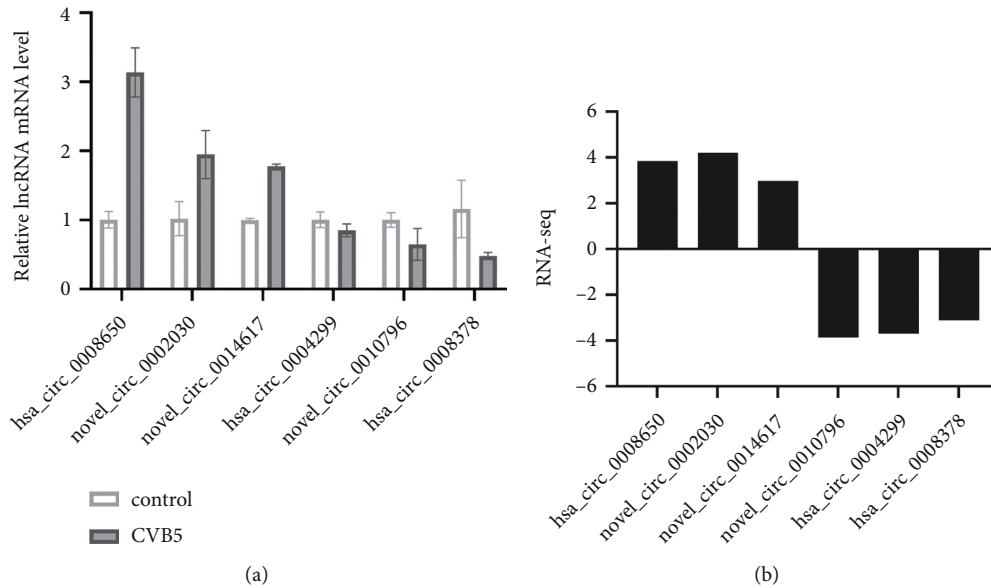 Relative lncRNA mRNA level
4
3
2
1
0
hsa_circ_0008650
novel_circ_0002030
novel_circ_0014617
hsa_circ_0004299
novel_circ_0010796
hsa_circ_0008378
control
CVB5
(a)
RNA-seq
6
4
2
0
−2
−4
−6
hsa_circ_0008650
novel_circ_0002030
novel_circ_0014617
novel_circ_0010796
hsa_circ_0004299
hsa_circ_0008378
(b)